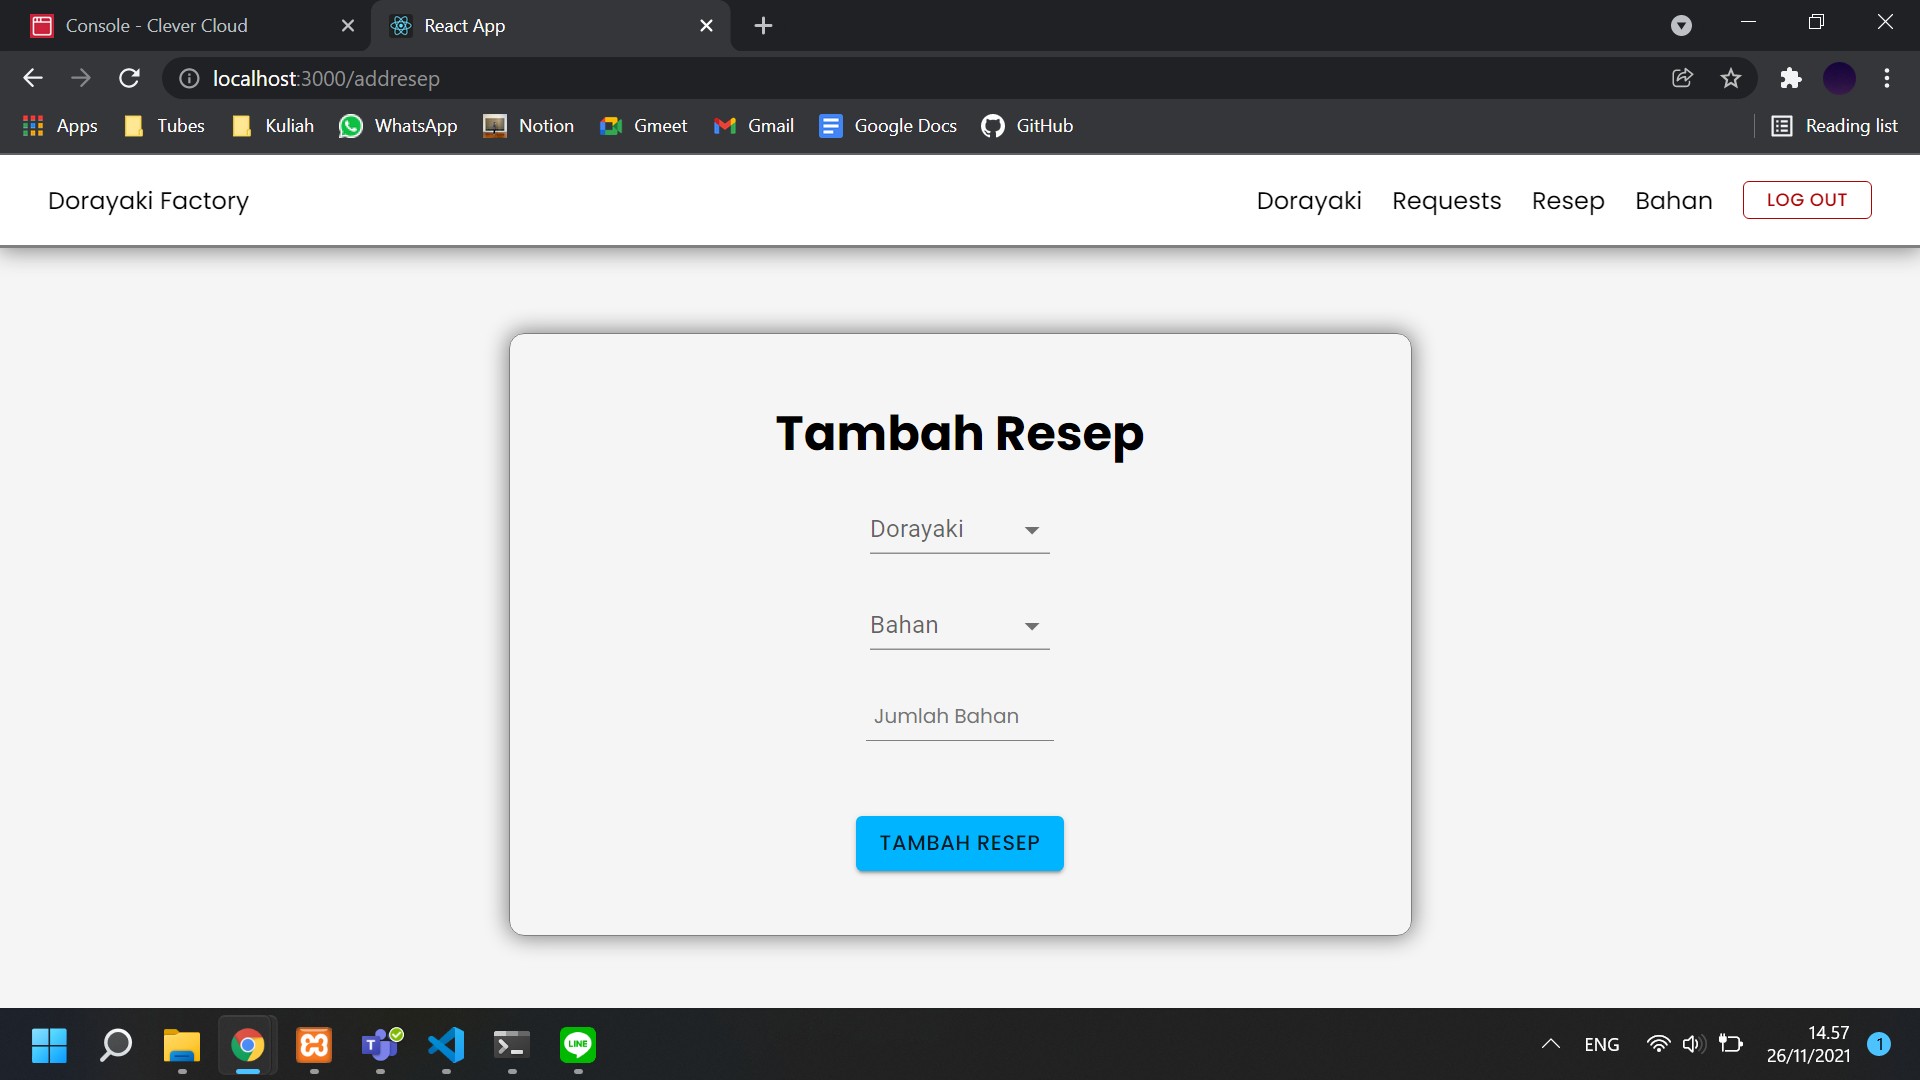 Console - Clever Cloud
React App
localhost:3000/addresep
Apps
Tubes
Kuliah
WhatsApp
Notion
Gmeet
Gmail
Google Docs
GitHub
Reading list
Dorayaki Factory
Dorayaki
Requests
Resep
Bahan
LOG OUT
Tambah Resep
Dorayaki
Bahan
Jumlah Bahan
TAMBAH RESEP
T
LINE
ENG
14.57
26/11/2021
1